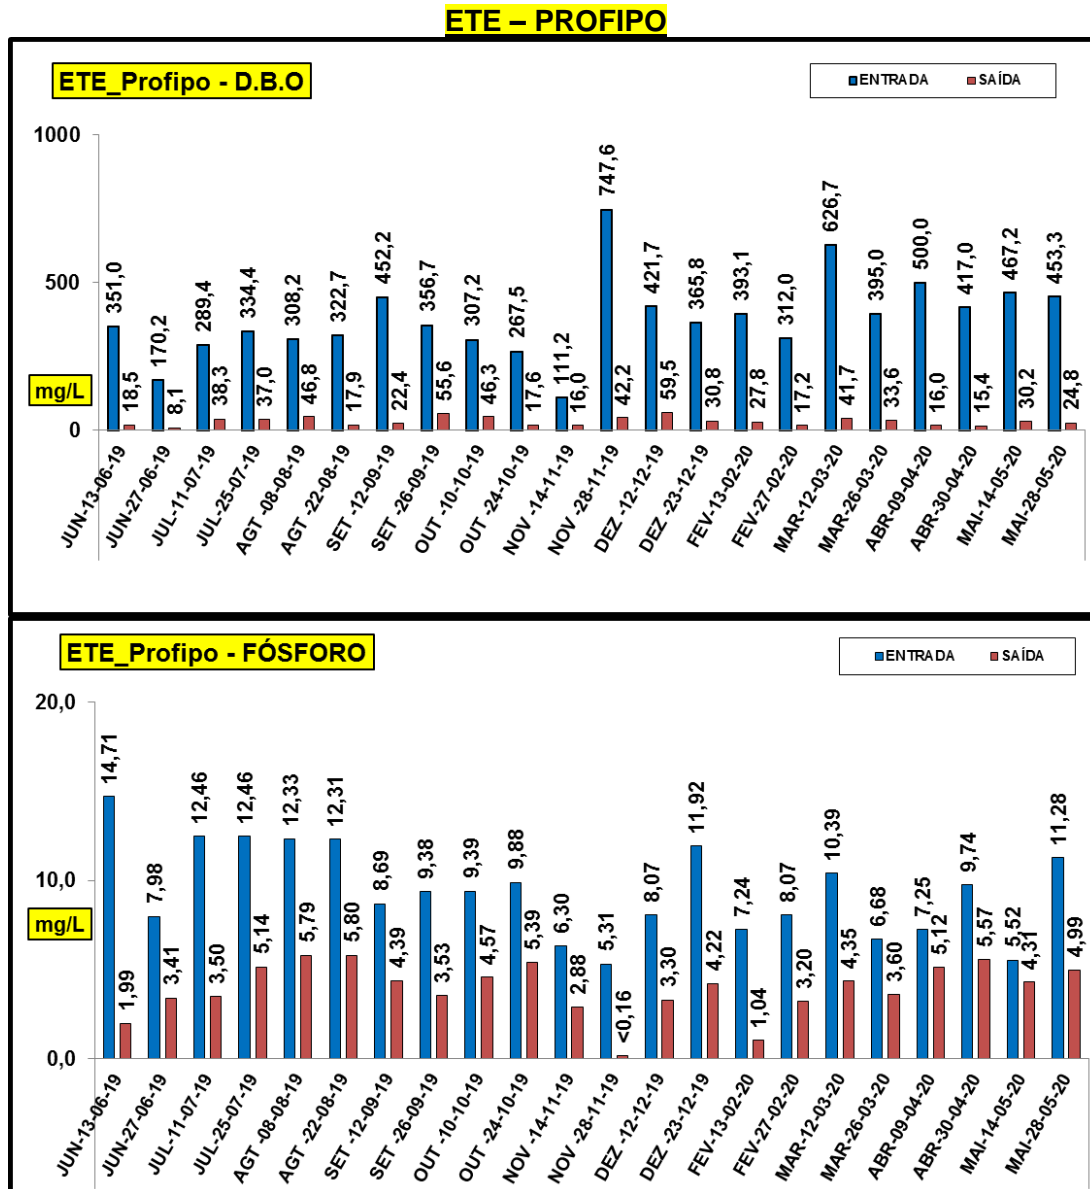 ETE – PROFIPO
ETE_Profipo - D.B.O
ENTRADA SAÍDA
1000
500
0
mg/L
351,0 18,5 170,2 8,1 289,4 38,3 334,4 37,0 308,2 46,8 322,7 17,9 452,2 22,4 356,7 55,6 307,2 46,3 267,5 17,6 111,2 16,0 747,6 42,2 421,7 59,5 365,8 30,8 393,1 27,8 312,0 17,2 626,7 41,7 395,0 33,6 500,0 16,0 417,0 15,4 467,2 30,2 453,3 24,8
JUN-13-06-19
JUN-27-06-19
JUL-11-07-19
JUL-25-07-19
AGT -08-08-19
AGT -22-08-19
SET -12-09-19
SET -26-09-19
OUT -10-10-19
OUT -24-10-19
NOV -14-11-19
NOV -28-11-19
DEZ -12-12-19
DEZ -23-12-19
FEV-13-02-20
FEV-27-02-20
MAR-12-03-20
MAR-26-03-20
ABR-09-04-20
ABR-30-04-20
MAI-14-05-20
MAI-28-05-20
ETE_Profipo - FÓSFORO
ENTRADA SAÍDA
20,0
10,0
0,0
mg/L
14,71 1,99 7,98 3,41 12,46 3,50 12,46 5,14 12,33 5,79 12,31 5,80 8,69 4,39 9,38 3,53 9,39 4,57 9,88 5,39 6,30 2,88 5,31 <0,16 8,07 3,30 11,92 4,22 7,24 1,04 8,07 3,20 10,39 4,35 6,68 3,60 7,25 5,12 9,74 5,57 5,52 4,31 11,28 4,99
JUN-13-06-19
JUN-27-06-19
JUL-11-07-19
JUL-25-07-19
AGT -08-08-19
AGT -22-08-19
SET -12-09-19
SET -26-09-19
OUT -10-10-19
OUT -24-10-19
NOV -14-11-19
NOV -28-11-19
DEZ -12-12-19
DEZ -23-12-19
FEV-13-02-20
FEV-27-02-20
MAR-12-03-20
MAR-26-03-20
ABR-09-04-20
ABR-30-04-20
MAI-14-05-20
MAI-28-05-20